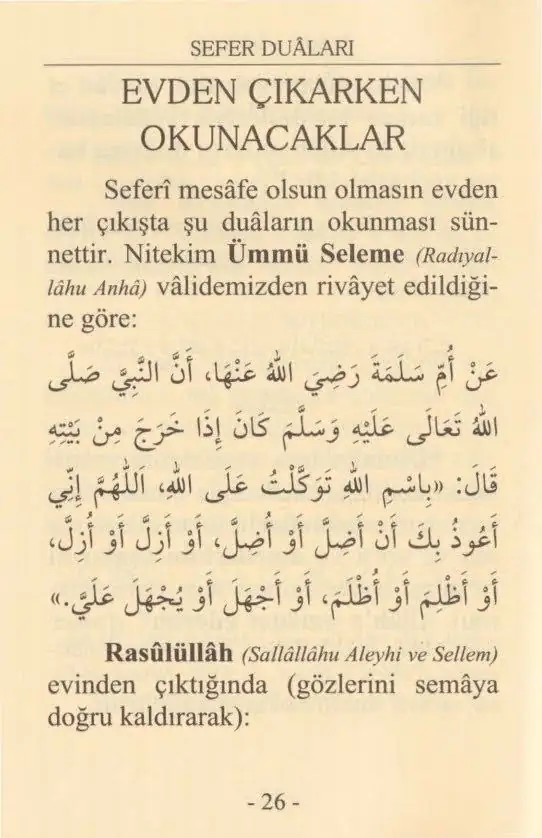 SEFER DUÂLARI
EVDEN ÇIKARKEN
OKUNACAKLAR
Seferî mesâfe olsun olmasın evden
her çıkışta şu duâların okunması sün-
nettir. Nitekim Ümmü Seleme (Radıyal-
lâhu Anhâ) vâlidemizden rivâyet edildiği-
ne göre:
عَنْ أُمِّ سَلَمَةَ رَضِيَ اللهُ عَنْهَا، أَنَّ النَّبِيَّ صَلَّى
اللهُ تَعَالَى عَلَيْهِ وَسَلَّمَ كَانَ إِذَا خَرَجَ مِنْ بَيْتِهِ
قَالَ: «بِاسْمِ اللهِ تَوَكَّلْتُ عَلَى اللهِ، اَللّٰهُمَّ إِنِّي
أَعُوذُ بِكَ أَنْ أَضِلَّ أَوْ أُضَلَّ، أَوْ أَزِلَّ أَوْ أُزَلَّ،
أَوْ أَظْلِمَ أَوْ أُظْلَمَ، أَوْ أَجْهَلَ أَوْ يُجْهَلَ عَلَيَّ.»
Rasûlüllâh (Sallâllâhu Aleyhi ve Sellem)
evinden çıktığında (gözlerini semâya
doğru kaldırarak):
- 26 -